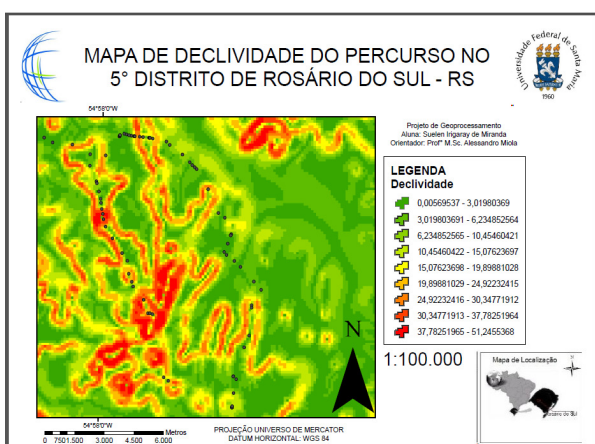 MAPA DE DECLIVIDADE DO PERCURSO NO
5° DISTRITO DE ROSÁRIO DO SUL - RS
Universidade Federal de Santa Maria
1960
54°58'0"W
Projeto de Geoprocessamento
Aluna: Suelen Irigaray de Miranda
Orientador: Prof° M.Sc. Alessandro Miola
LEGENDA
Declividade
0,00569537 - 3,01980369
3,019803691 - 6,234852564
6,234852565 - 10,45460421
10,45460422 - 15,07623697
15,07623698 - 19,89881028
19,89881029 - 24,92232415
24,92232416 - 30,34771912
30,34771913 - 37,78251964
37,78251965 - 51,2455368
N
1:100.000
Mapa de Localização
54°58'0"W
Metros
0 7501.500 3.000 4.500 6.000
PROJEÇÃO UNIVERSO DE MERCATOR
DATUM HORIZONTAL: WGS 84